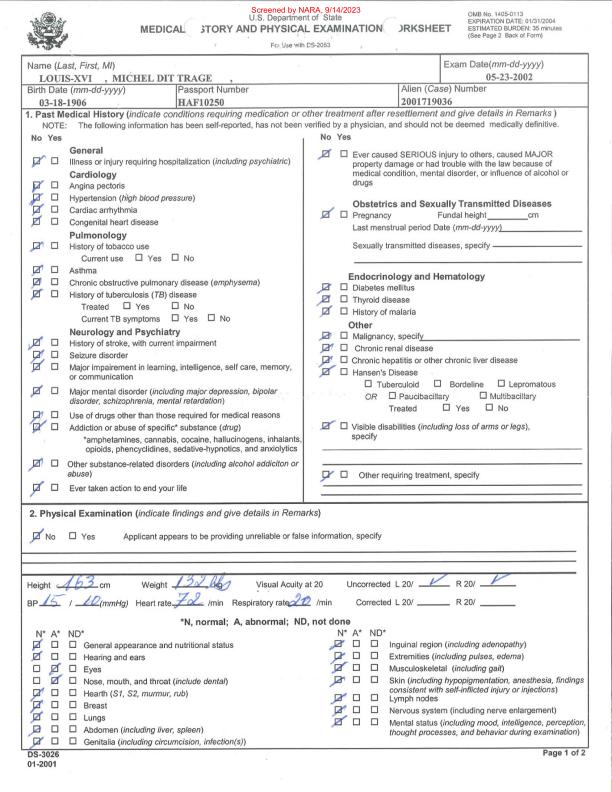 Screened by NARA, 9/14/2023
U.S. Department of State
MEDICAL STORY AND PHYSICAL EXAMINATION ORKSHEET
For Use with DS-2053
OMB No. 1405-0113
EXPIRATION DATE: 01/31/2004
ESTIMATED BURDEN: 35 minutes
(See Page 2 Back of Form)
Name (Last, First, MI)
LOUIS-XVI , MICHEL DIT TRAGE ,
Exam Date (mm-dd-yyyy)
05-23-2002
Birth Date (mm-dd-yyyy) Passport Number Alien (Case) Number
03-18-1906 HAF10250 2001719036
1. Past Medical History (indicate conditions requiring medication or other treatment after resettlement and give details in Remarks)
NOTE: The following information has been self-reported, has not been verified by a physician, and should not be deemed medically definitive.
No Yes
General
Illness or injury requiring hospitalization (including psychiatric)
Cardiology
Angina pectoris
Hypertension (high blood pressure)
Cardiac arrhythmia
Congenital heart disease
Pulmonology
History of tobacco use
Current use Yes No
Asthma
Chronic obstructive pulmonary disease (emphysema)
History of tuberculosis (TB) disease
Treated Yes No
Current TB symptoms Yes No
Neurology and Psychiatry
History of stroke, with current impairment
Seizure disorder
Major impairment in learning, intelligence, self care, memory,
or communication
Major mental disorder (including major depression, bipolar
disorder, schizophrenia, mental retardation)
Use of drugs other than those required for medical reasons
Addiction or abuse of specific* substance (drug)
*amphetamines, cannabis, cocaine, hallucinogens, inhalants,
opioids, phencyclidines, sedative-hypnotics, and anxiolytics
Other substance-related disorders (including alcohol addiciton or
abuse)
Ever taken action to end your life
No Yes
Ever caused SERIOUS injury to others, caused MAJOR
property damage or had trouble with the law because of
medical condition, mental disorder, or influence of alcohol or
drugs
Obstetrics and Sexually Transmitted Diseases
Pregnancy Fundal height cm
Last menstrual period Date (mm-dd-yyyy)
Sexually transmitted diseases, specify
Endocrinology and Hematology
Diabetes mellitus
Thyroid disease
History of malaria
Other
Malignancy, specify
Chronic renal disease
Chronic hepatitis or other chronic liver disease
Hansen's Disease
Tuberculoid Bordeline Lepromatous
OR Paucibacillary Multibacillary
Treated Yes No
Visible disabilities (including loss of arms or legs),
specify
Other requiring treatment, specify
2. Physical Examination (indicate findings and give details in Remarks)
No Yes Applicant appears to be providing unreliable or false information, specify
Height 163 cm Weight 132 lbs Visual Acuity at 20 Uncorrected L 20/ R 20/
BP 15 / 10 (mmHg) Heart rate 72 /min Respiratory rate 20 /min Corrected L 20/ R 20/
*N, normal; A, abnormal; ND, not done
N* A* ND*
General appearance and nutritional status
Hearing and ears
Eyes
Nose, mouth, and throat (include dental)
Hearth (S1, S2, murmur, rub)
Breast
Lungs
Abdomen (including liver, spleen)
Genitalia (including circumcision, infection(s))
N* A* ND*
Inguinal region (including adenopathy)
Extremities (including pulses, edema)
Musculoskeletal (including gait)
Skin (including hypopigmentation, anesthesia, findings
consistent with self-inflicted injury or injections)
Lymph nodes
Nervous system (including nerve enlargement)
Mental status (including mood, intelligence, perception,
thought processes, and behavior during examination)
DS-3026
01-2001
Page 1 of 2